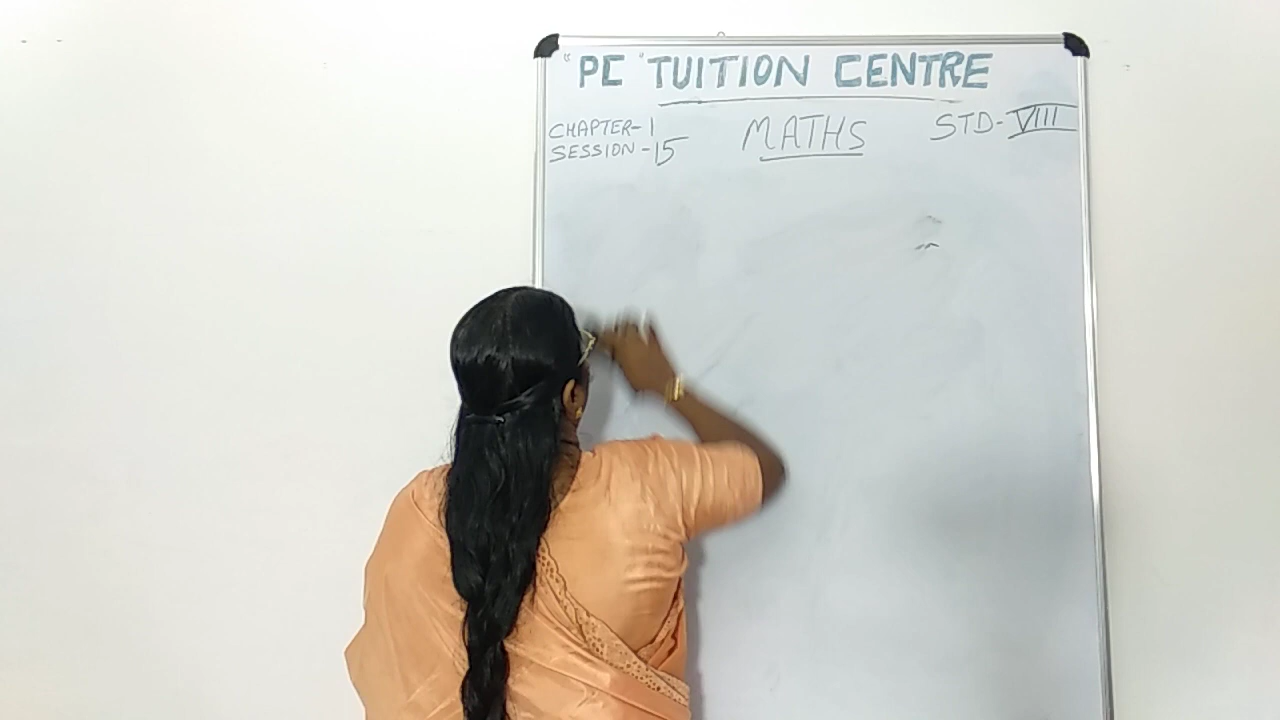 "PC" TUITION CENTRE
CHAPTER-1
SESSION-15
MATHS
STD-VIII